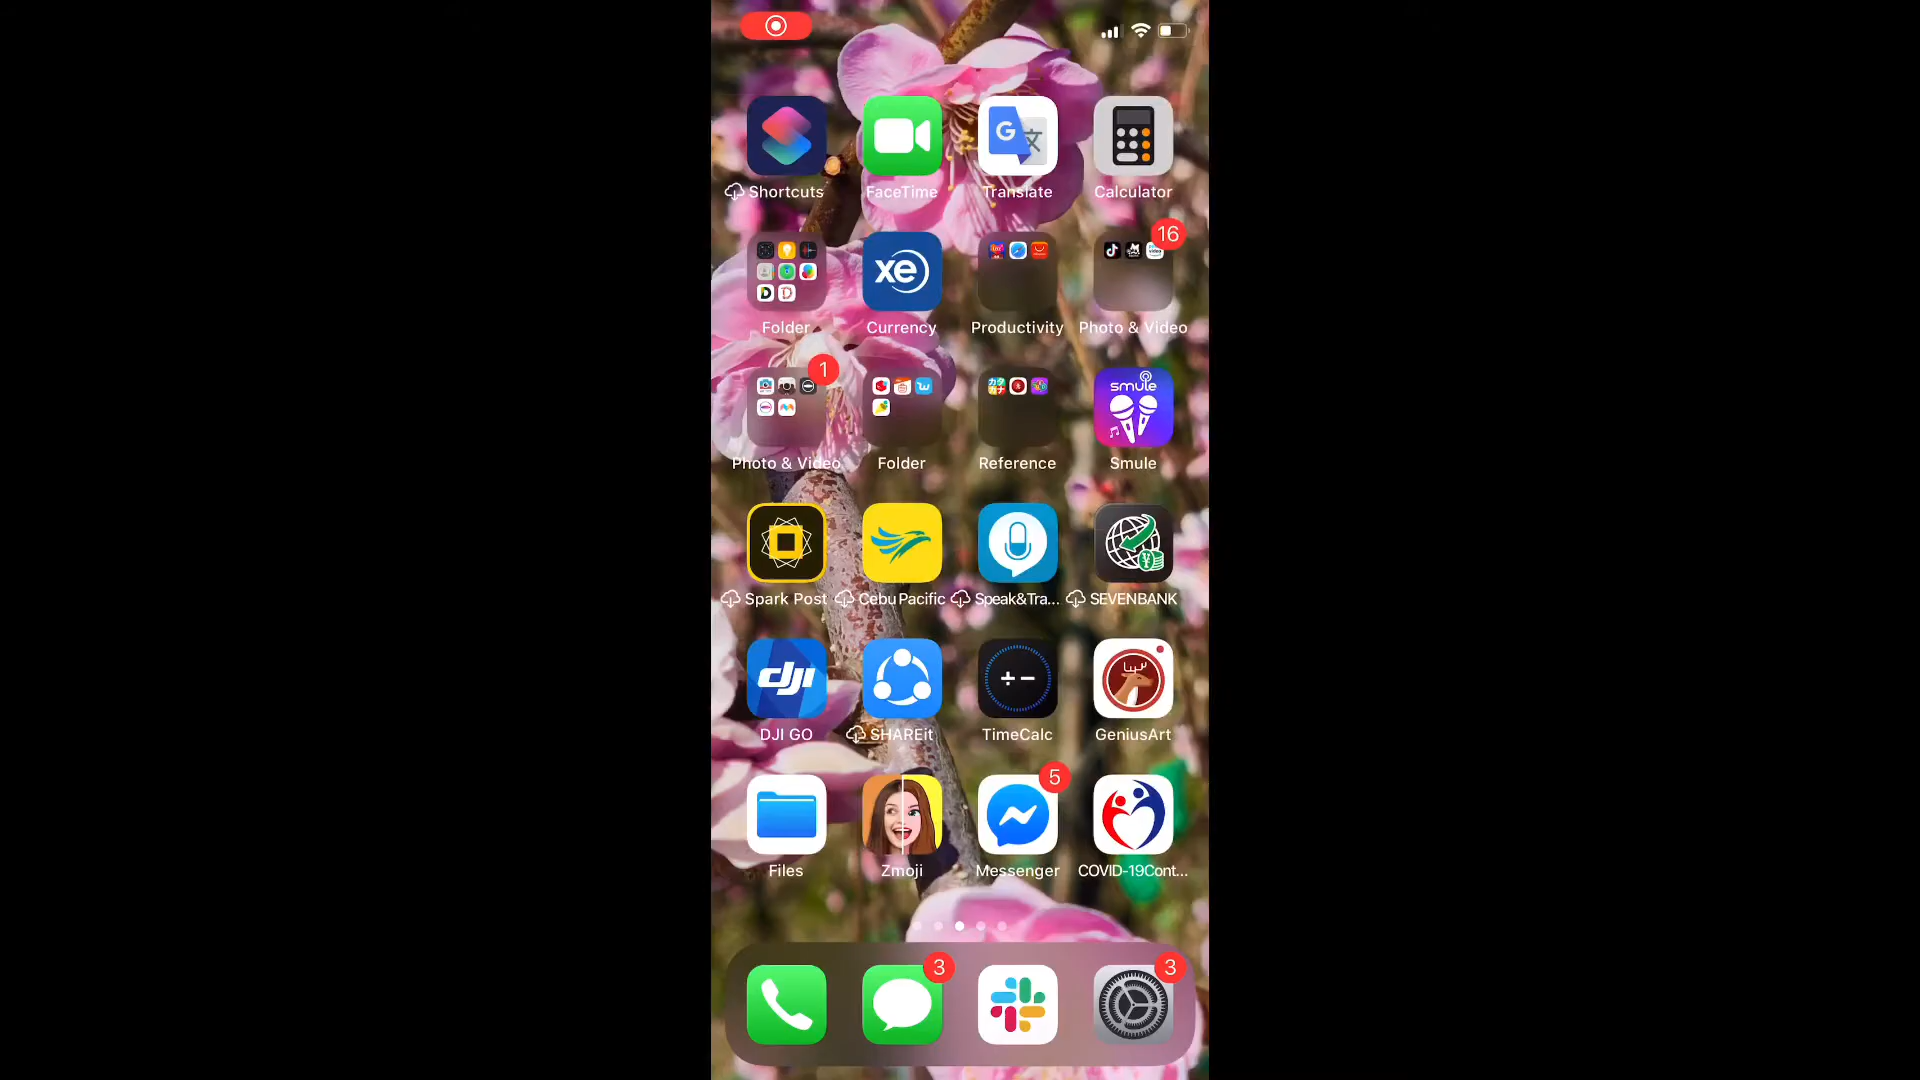 Shortcuts FaceTime Translate Calculator
16
Folder Currency Productivity Photo & Video
1
Photo & Video Folder Reference Smule
Spark Post Cebu Pacific Speak&Tra... SEVENBANK
DJI GO SHAREit TimeCalc GeniusArt
5
Files Zmoji Messenger COVID-19Cont...
3 3